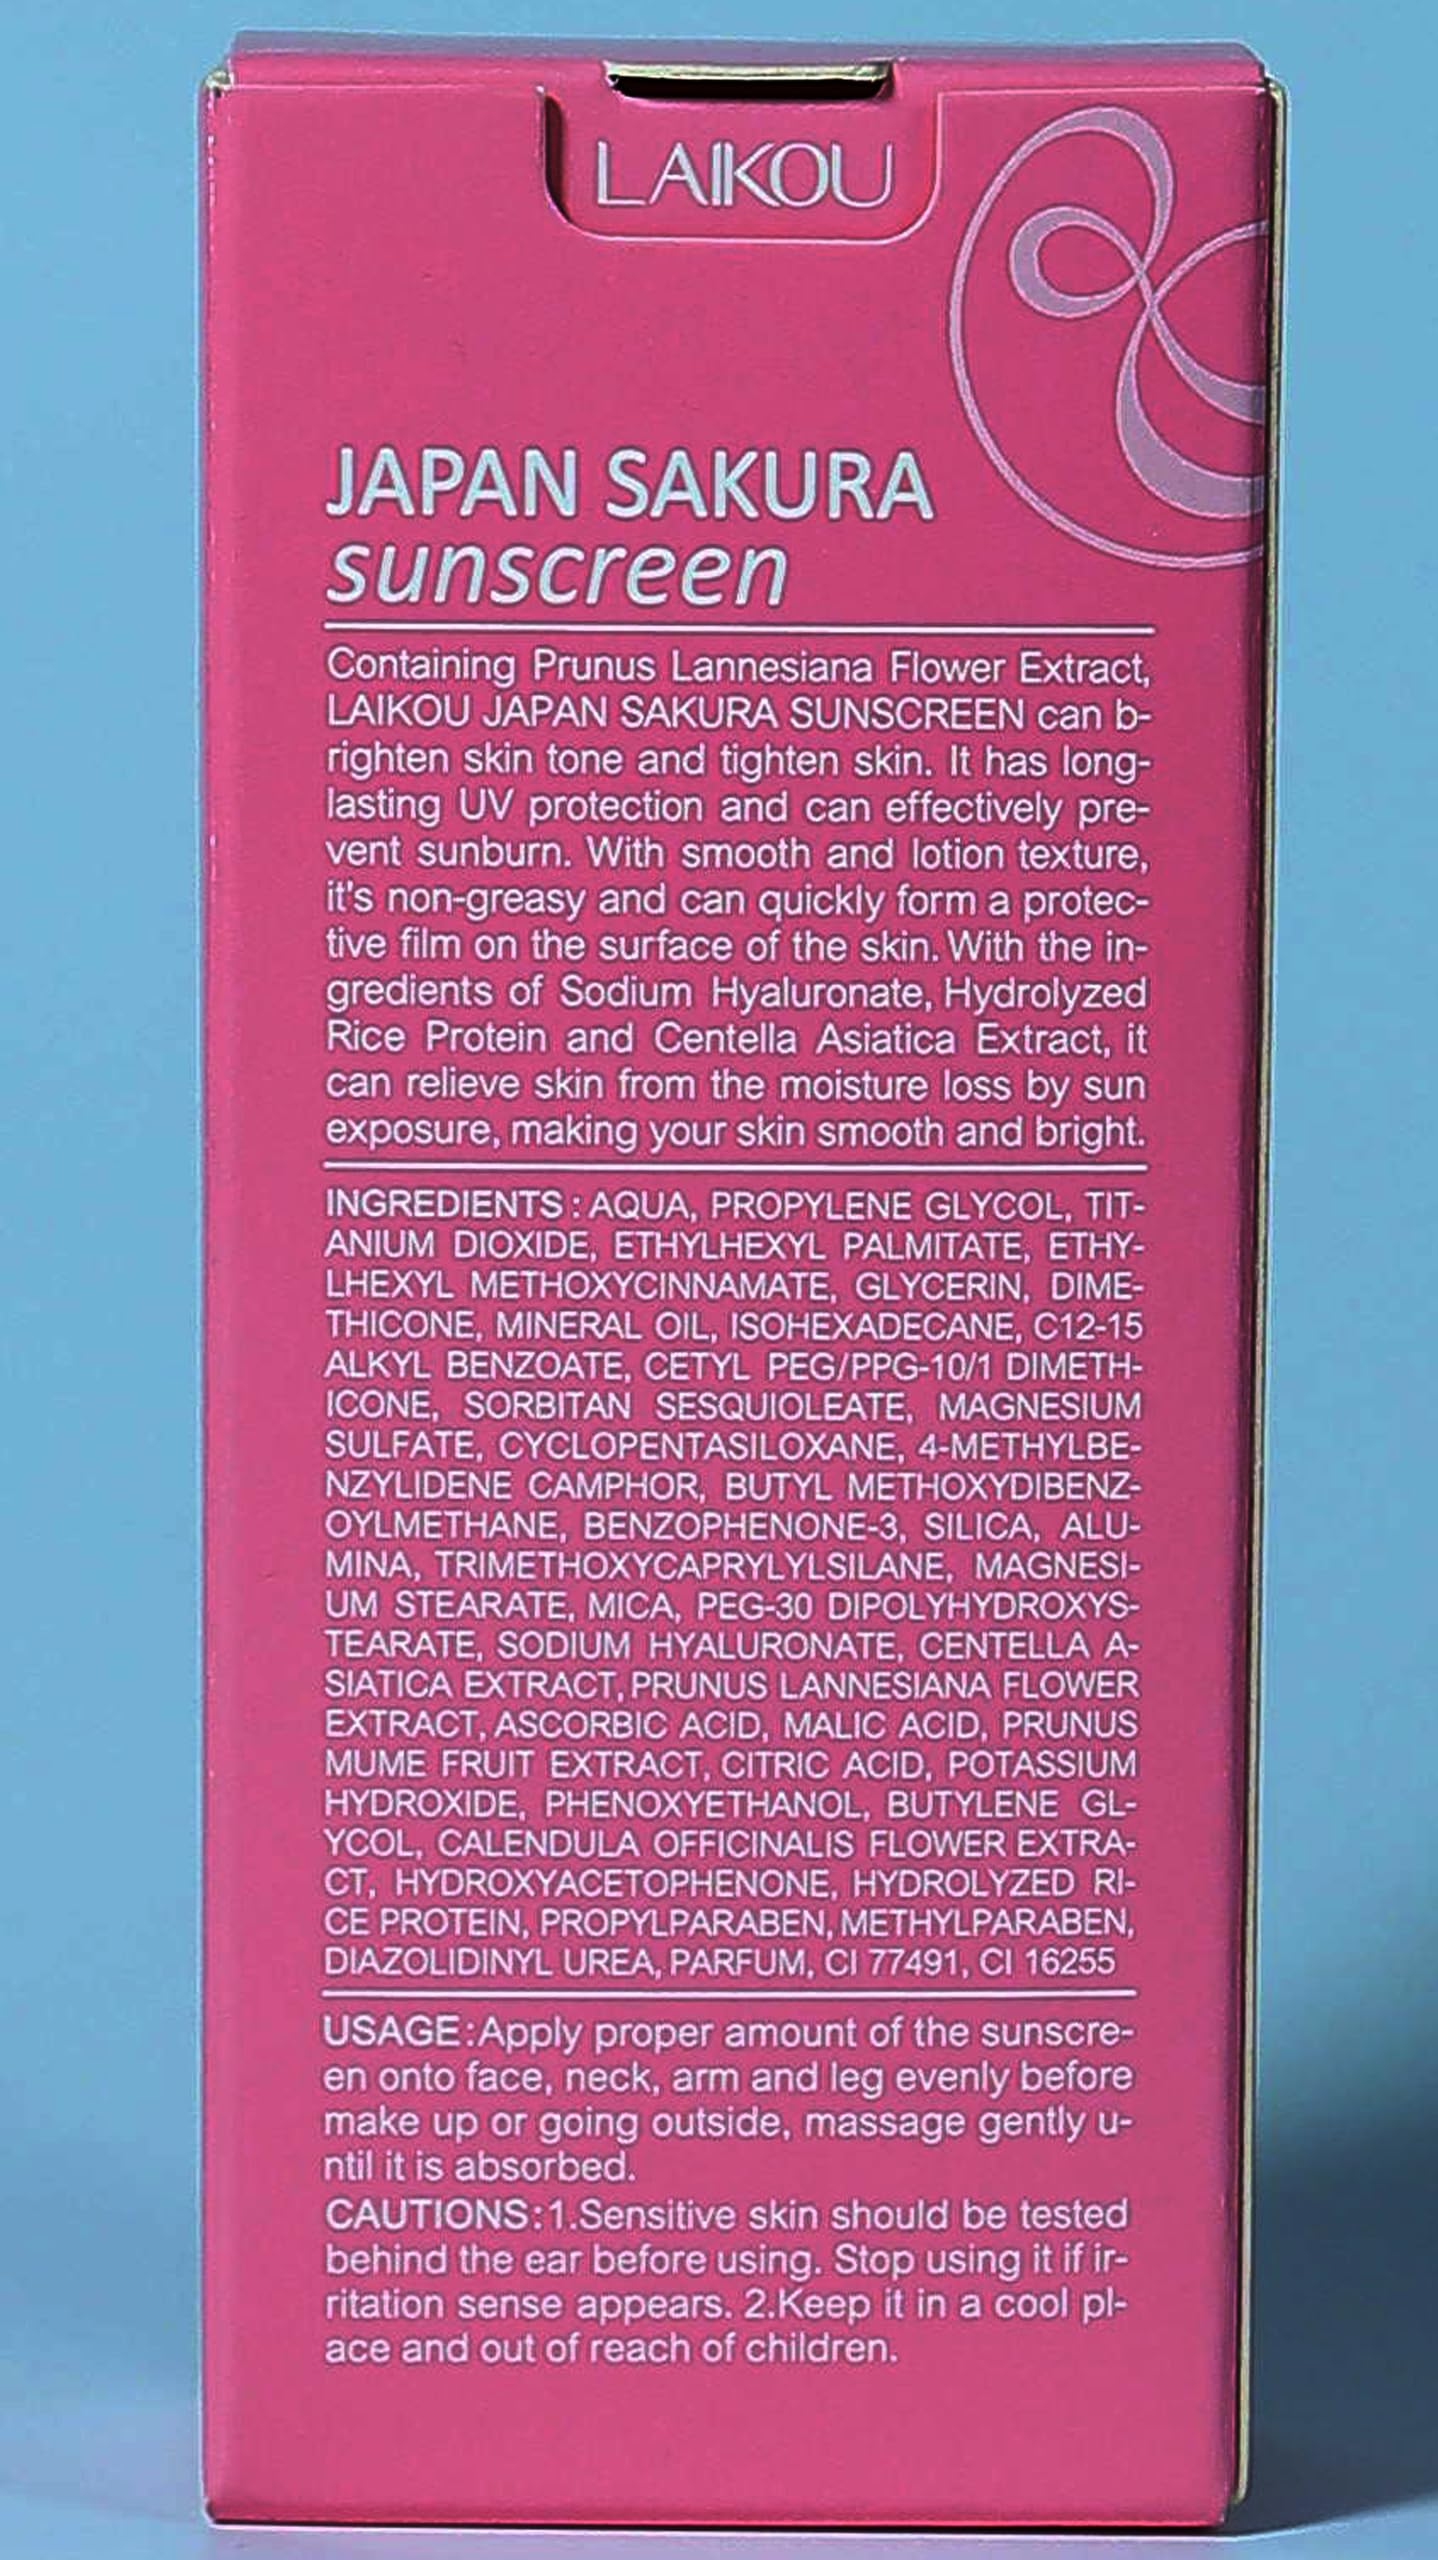 LAIKOU
JAPAN SAKURA
sunscreen
Containing Prunus Lannesiana Flower Extract,
LAIKOU JAPAN SAKURA SUNSCREEN can b-
righten skin tone and tighten skin. It has long-
lasting UV protection and can effectively pre-
vent sunburn. With smooth and lotion texture,
it's non-greasy and can quickly form a protec-
tive film on the surface of the skin. With the in-
gredients of Sodium Hyaluronate, Hydrolyzed
Rice Protein and Centella Asiatica Extract, it
can relieve skin from the moisture loss by sun
exposure, making your skin smooth and bright.
INGREDIENTS : AQUA, PROPYLENE GLYCOL, TIT-
ANIUM DIOXIDE, ETHYLHEXYL PALMITATE, ETHY-
LHEXYL METHOXYCINNAMATE, GLYCERIN, DIME-
THICONE, MINERAL OIL, ISOHEXADECANE, C12-15
ALKYL BENZOATE, CETYL PEG/PPG-10/1 DIMETH-
ICONE, SORBITAN SESQUIOLEATE, MAGNESIUM
SULFATE, CYCLOPENTASILOXANE, 4-METHYLBE-
NZYLIDENE CAMPHOR, BUTYL METHOXYDIBENZ-
OYLMETHANE, BENZOPHENONE-3, SILICA, ALU-
MINA, TRIMETHOXYCAPRYLYLSILANE, MAGNESI-
UM STEARATE, MICA, PEG-30 DIPOLYHYDROXYS-
TEARATE, SODIUM HYALURONATE, CENTELLA A-
SIATICA EXTRACT, PRUNUS LANNESIANA FLOWER
EXTRACT, ASCORBIC ACID, MALIC ACID, PRUNUS
MUME FRUIT EXTRACT, CITRIC ACID, POTASSIUM
HYDROXIDE, PHENOXYETHANOL, BUTYLENE GL-
YCOL, CALENDULA OFFICINALIS FLOWER EXTRA-
CT, HYDROXYACETOPHENONE, HYDROLYZED RI-
CE PROTEIN, PROPYLPARABEN, METHYLPARABEN,
DIAZOLIDINYL UREA, PARFUM, CI 77491, CI 16255
USAGE:Apply proper amount of the sunscre-
en onto face, neck, arm and leg evenly before
make up or going outside, massage gently u-
ntil it is absorbed.
CAUTIONS:1.Sensitive skin should be tested
behind the ear before using. Stop using it if ir-
ritation sense appears. 2.Keep it in a cool pl-
ace and out of reach of children.